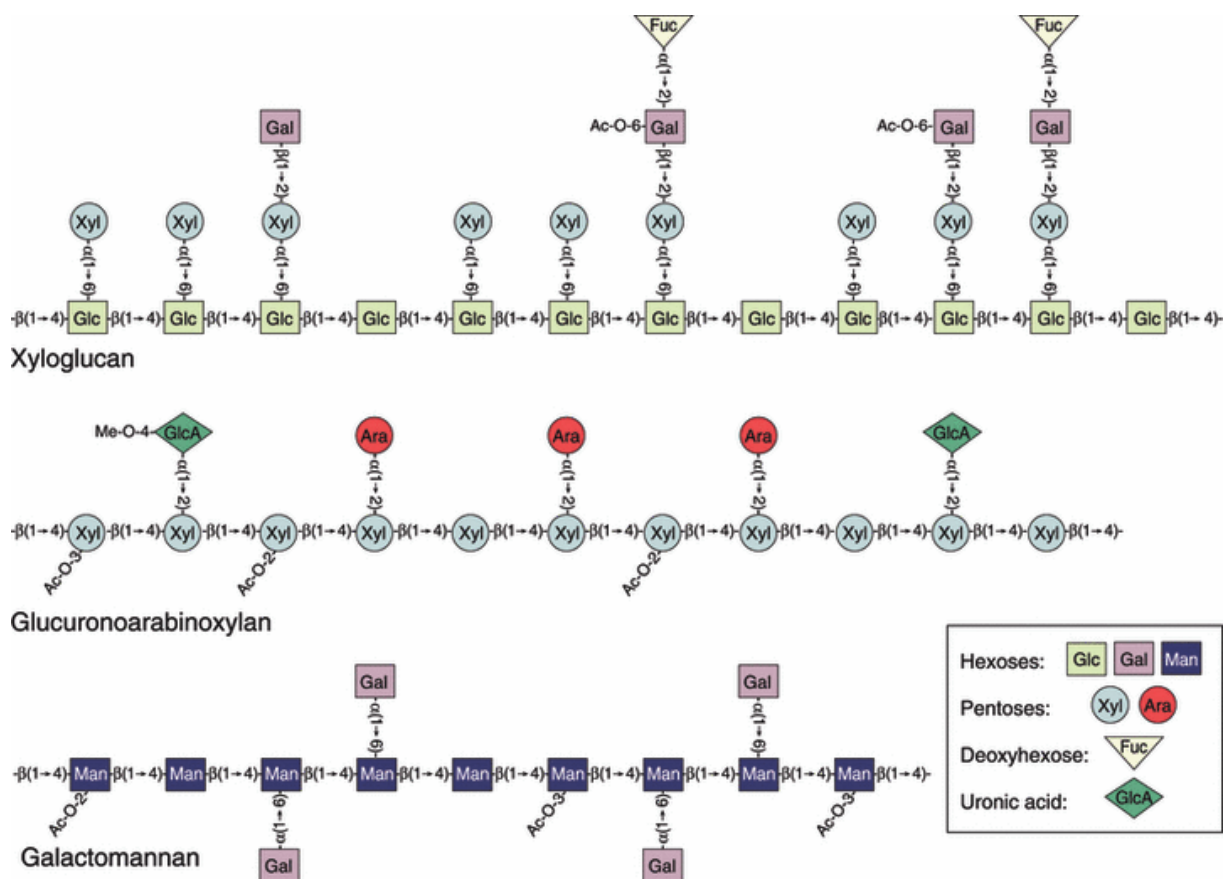 Fuc Fuc
α(1→2)- α(1→2)-
Gal Ac-O-6- Gal Ac-O-6- Gal Gal
β(1→2)- β(1→2)- β(1→2)- β(1→2)-
Xyl Xyl Xyl Xyl Xyl Xyl Xyl Xyl Xyl
α(1→6)- α(1→6)- α(1→6)- α(1→6)- α(1→6)- α(1→6)- α(1→6)- α(1→6)- α(1→6)-
-β(1→4)- Glc -β(1→4)- Glc -β(1→4)- Glc -β(1→4)- Glc -β(1→4)- Glc -β(1→4)- Glc -β(1→4)- Glc -β(1→4)- Glc -β(1→4)- Glc -β(1→4)- Glc -β(1→4)- Glc -β(1→4)- Glc -β(1→4)-
Xyloglucan
Me-O-4- GlcA Ara Ara Ara GlcA
α(1→2)- α(1→2)- α(1→2)- α(1→2)- α(1→2)-
-β(1→4)- Xyl -β(1→4)- Xyl -β(1→4)- Xyl -β(1→4)- Xyl -β(1→4)- Xyl -β(1→4)- Xyl -β(1→4)- Xyl -β(1→4)- Xyl -β(1→4)- Xyl -β(1→4)- Xyl -β(1→4)- Xyl -β(1→4)-
Ac-O-3- Ac-O-2- Ac-O-2-
Glucuronoarabinoxylan
Gal Gal
α(1→6)- α(1→6)-
-β(1→4)- Man -β(1→4)- Man -β(1→4)- Man -β(1→4)- Man -β(1→4)- Man -β(1→4)- Man -β(1→4)- Man -β(1→4)- Man -β(1→4)- Man -β(1→4)-
Ac-O-2- α(1→6) Ac-O-3- α(1→6) Ac-O-3-
Gal Gal
Galactomannan
Hexoses: Glc Gal Man
Pentoses: Xyl Ara
Deoxyhexose: Fuc
Uronic acid: GlcA